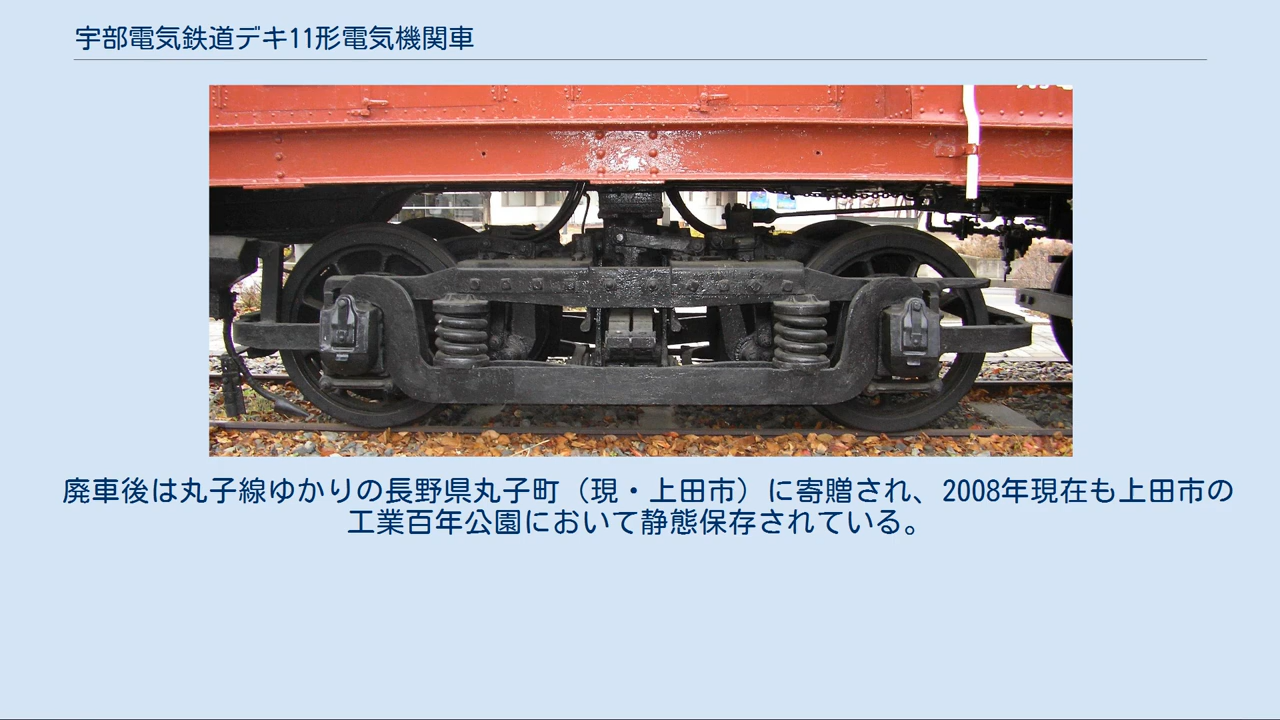 宇部電気鉄道デキ11形電気機関車
廃車後は丸子線ゆかりの長野県丸子町（現・上田市）に寄贈され、2008年現在も上田市の
工業百年公園において静態保存されている。